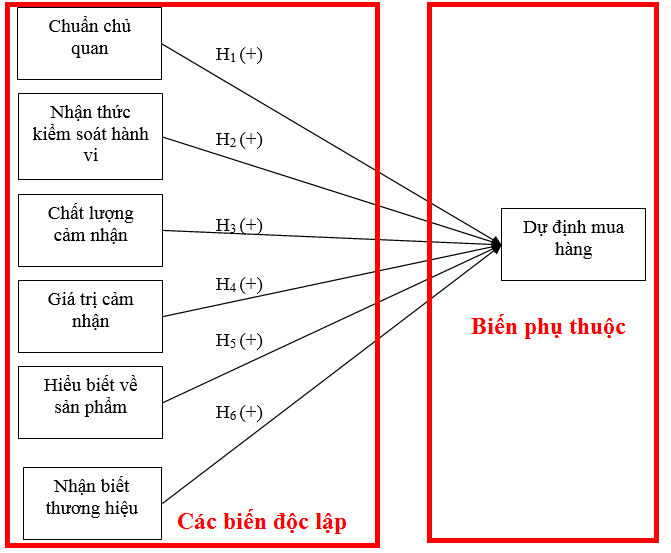 Chuẩn chủ
quan
H1 (+)
Nhận thức
kiểm soát hành
vi
H2 (+)
Chất lượng
cảm nhận
H3 (+)
Giá trị cảm
nhận
H4 (+)
Hiểu biết về
sản phẩm
H5 (+)
Nhận biết
thương hiệu
H6 (+)
Các biến độc lập
Dự định mua
hàng
Biến phụ thuộc